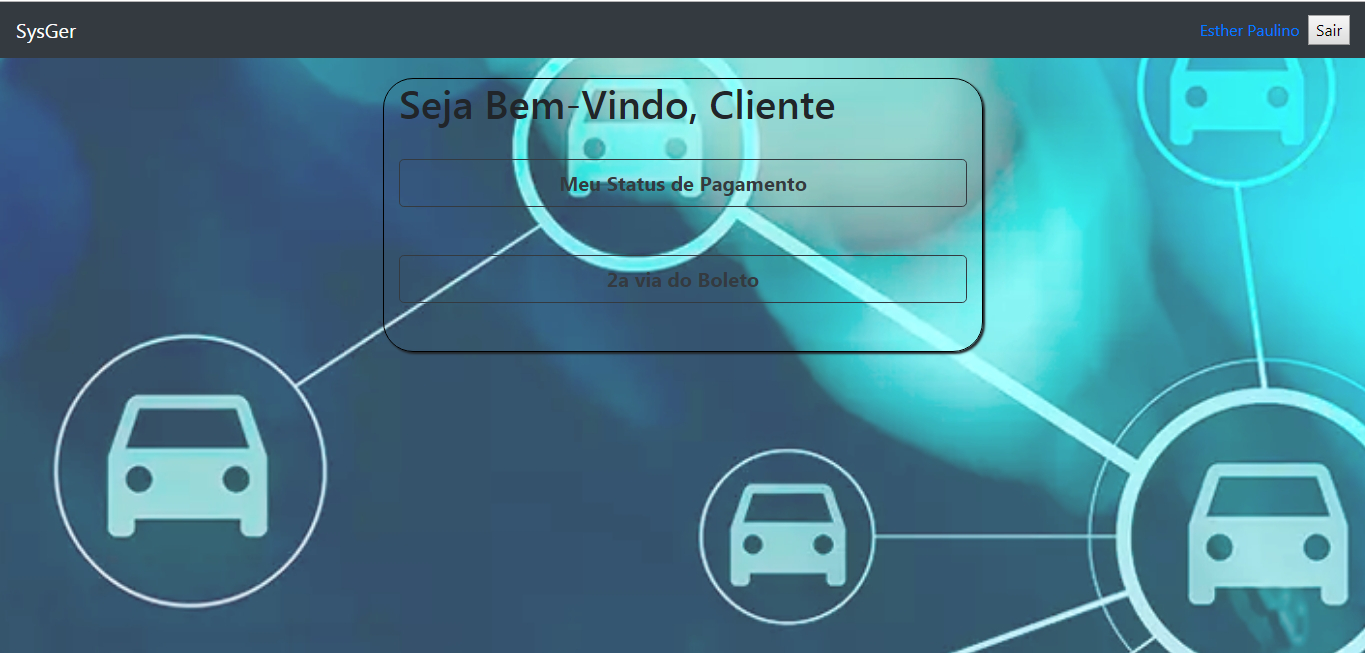 SysGer
Esther Paulino
Sair
Seja Bem-Vindo, Cliente
Meu Status de Pagamento
2a via do Boleto